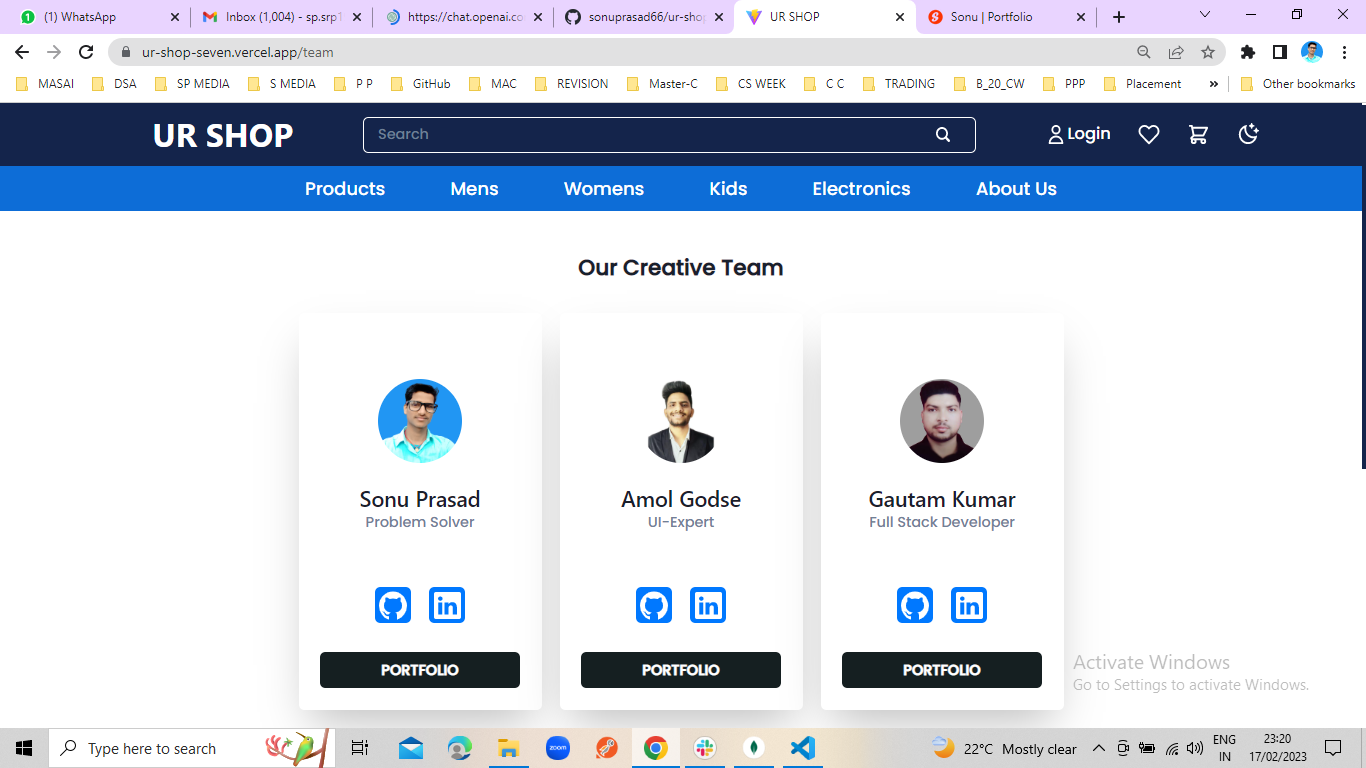 (1) WhatsApp
Inbox (1,004) - sp.srp1
https://chat.openai.co
sonuprasad66/ur-shop
UR SHOP
Sonu | Portfolio
ur-shop-seven.vercel.app/team
MASAI DSA SP MEDIA S MEDIA P P GitHub MAC REVISION Master-C CS WEEK C C TRADING B_20_CW PPP Placement » Other bookmarks
UR SHOP
Search
Login
Products Mens Womens Kids Electronics About Us
Our Creative Team
Sonu Prasad
Problem Solver
PORTFOLIO
Amol Godse
UI-Expert
PORTFOLIO
Gautam Kumar
Full Stack Developer
PORTFOLIO
Activate Windows
Go to Settings to activate Windows.
Type here to search
zoom
22°C Mostly clear
ENG
IN
23:20
17/02/2023